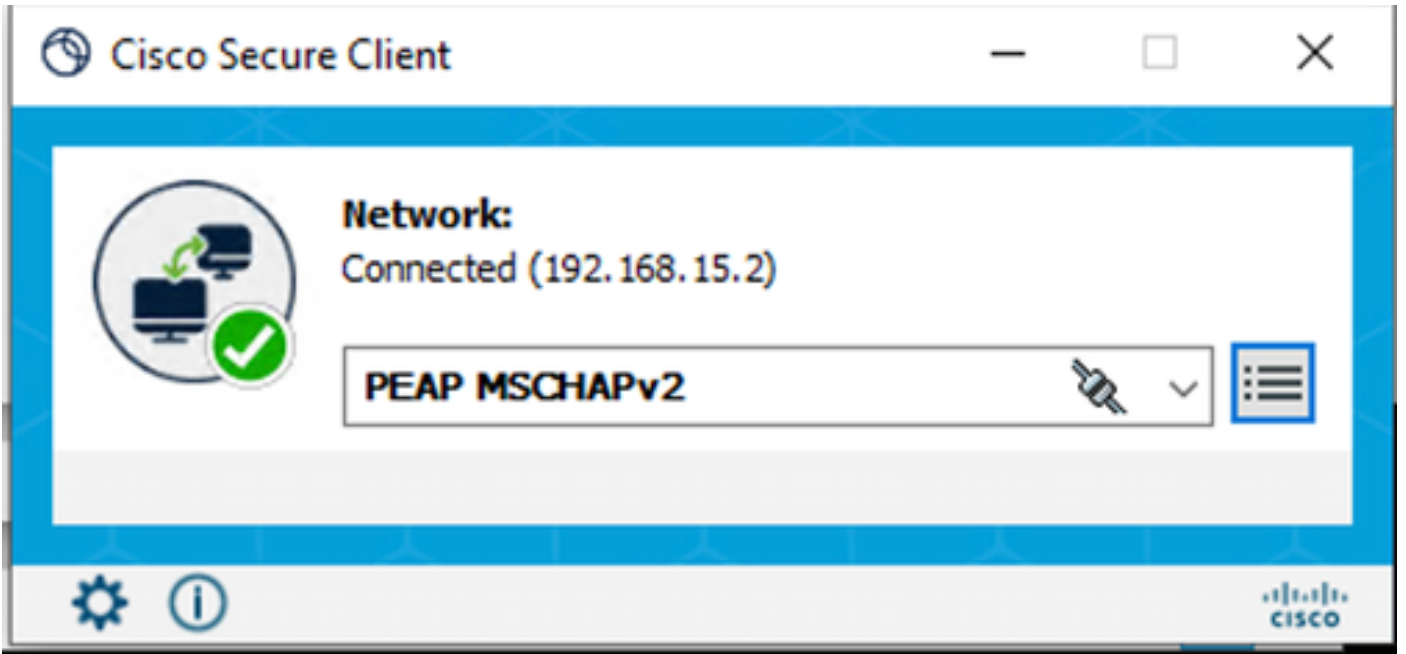 Cisco Secure Client
Network:
Connected (192.168.15.2)
PEAP MSCHAPv2
CISCO